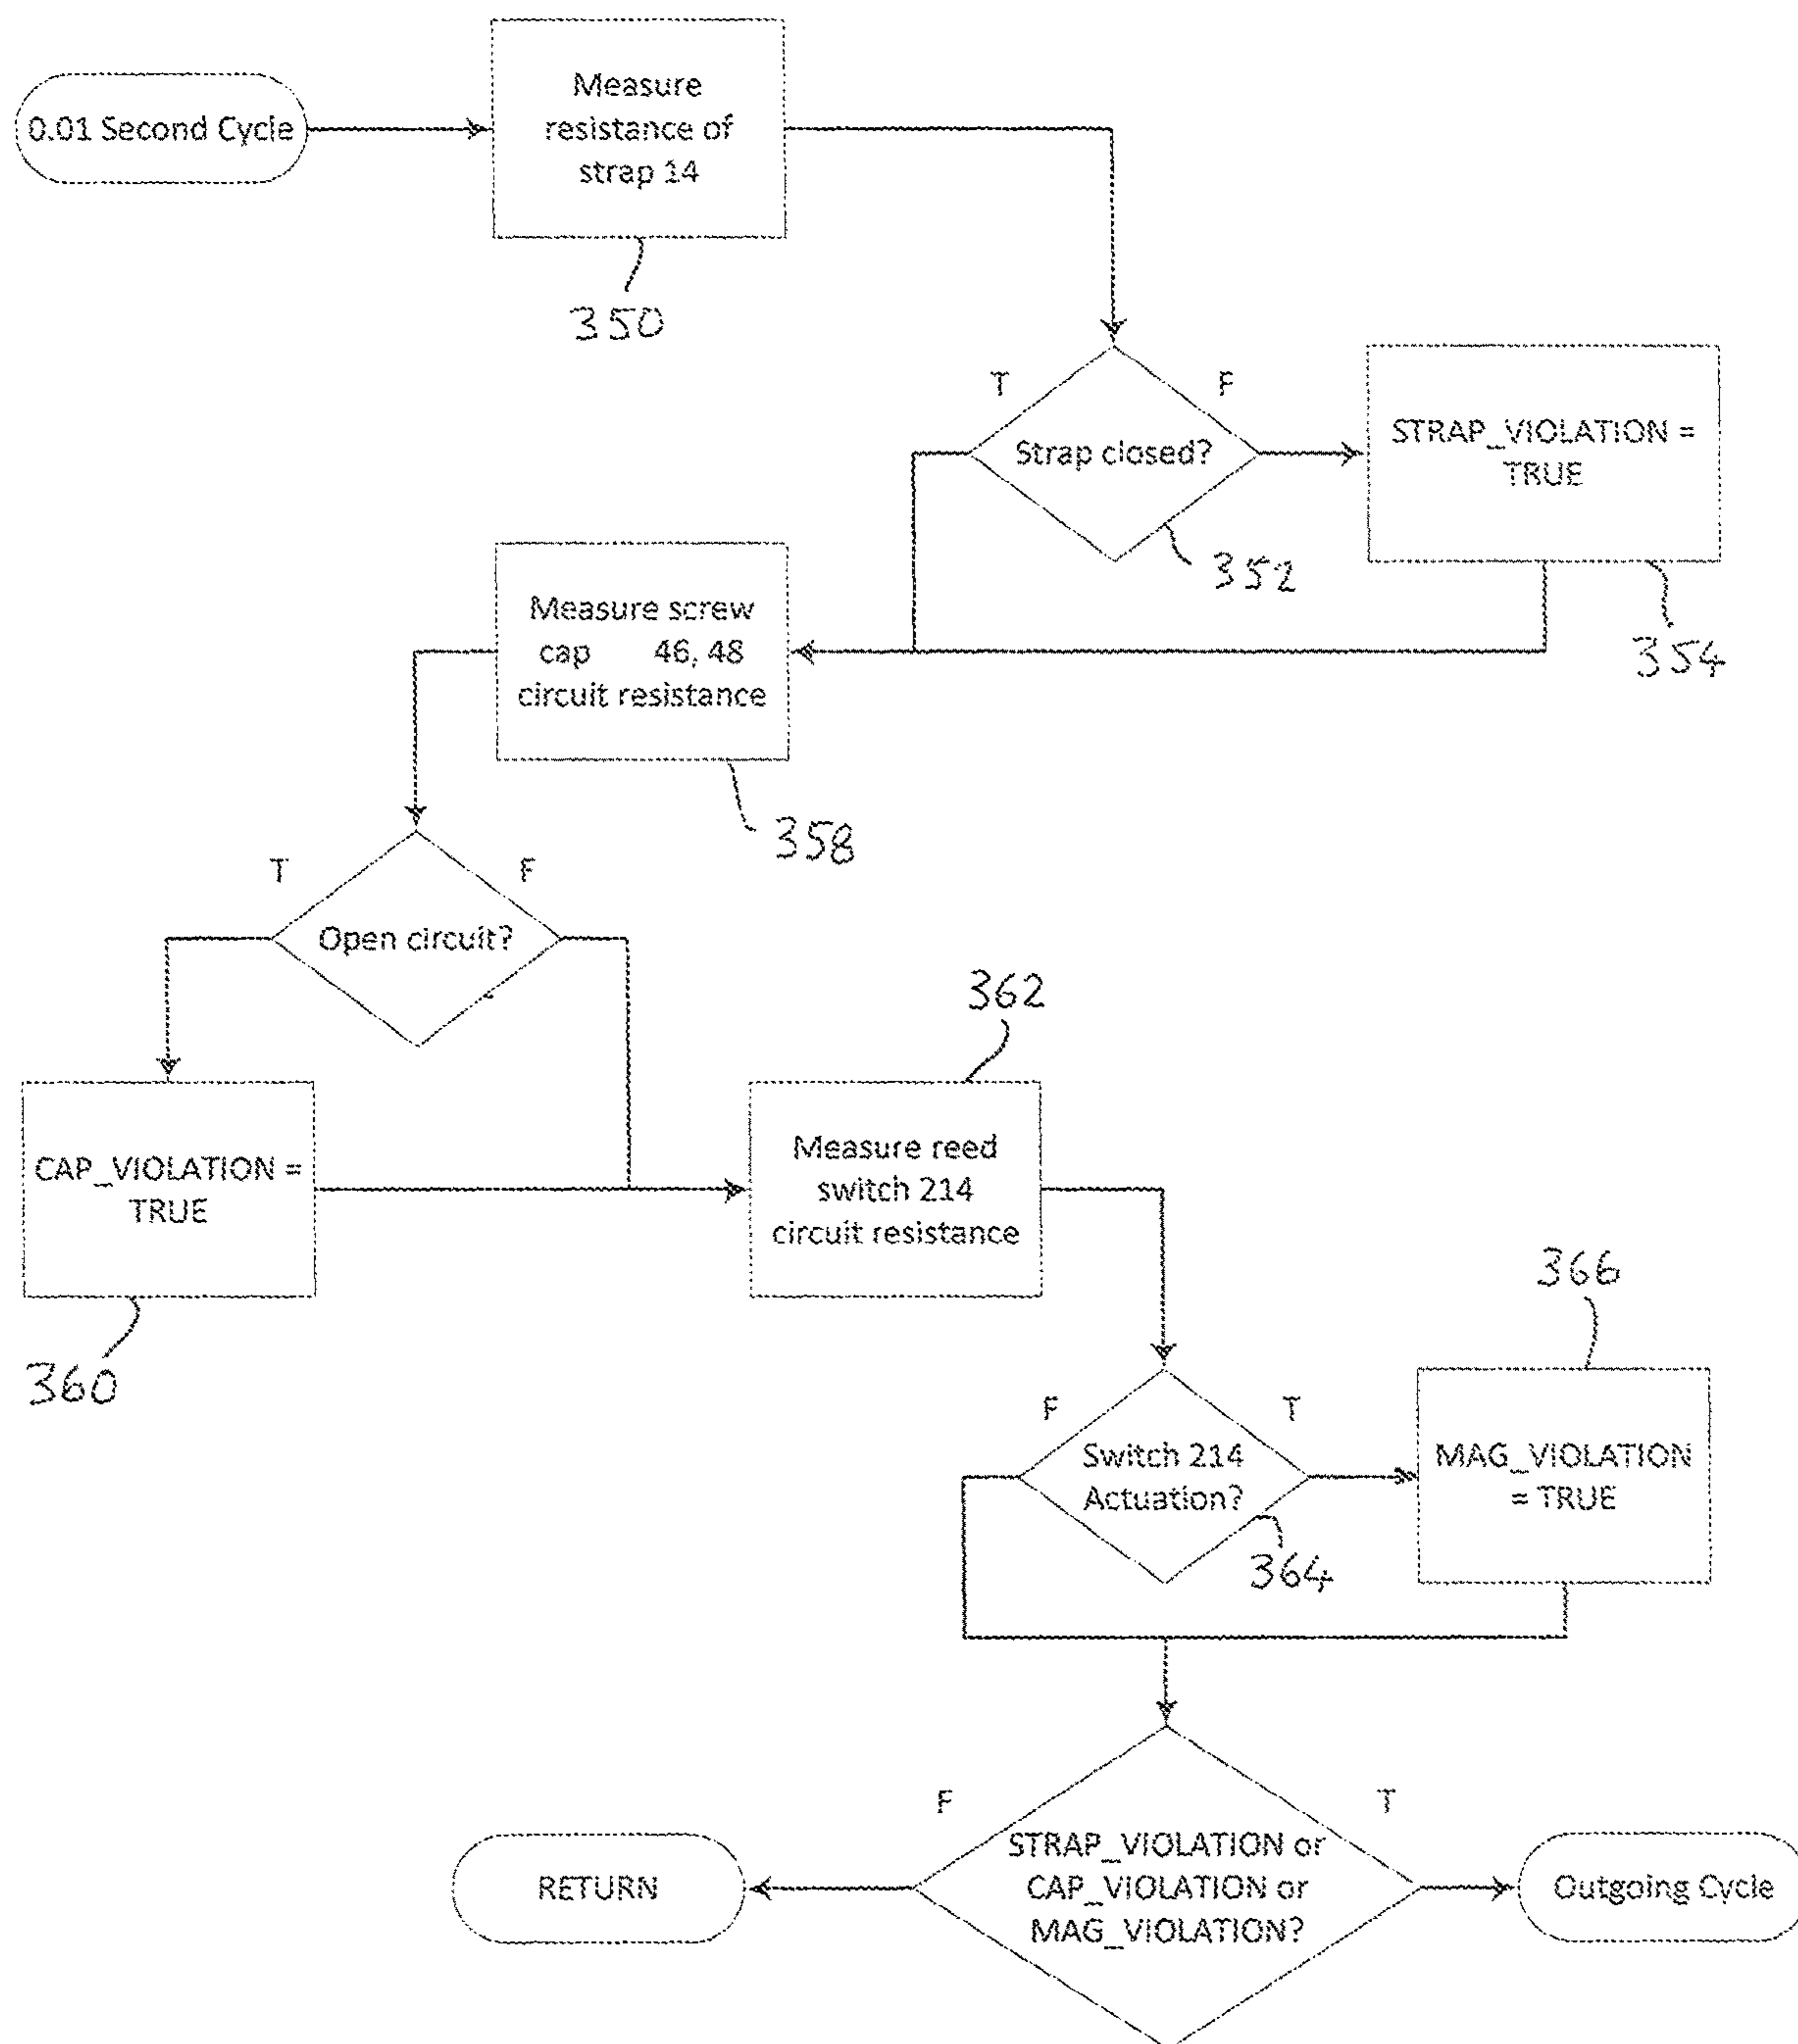 0.01 Second Cycle
Measure
resistance of
strap 14
350
T
F
Strap closed?
STRAP_VIOLATION =
TRUE
352
354
Measure screw
cap 46, 48
circuit resistance
358
T
F
Open circuit?
362
CAP_VIOLATION =
TRUE
Measure reed
switch 214
circuit resistance
360
366
F
T
Switch 214
Actuation?
MAG_VIOLATION
= TRUE
364
F
T
STRAP_VIOLATION or
CAP_VIOLATION or
MAG_VIOLATION?
RETURN
Outgoing Cycle